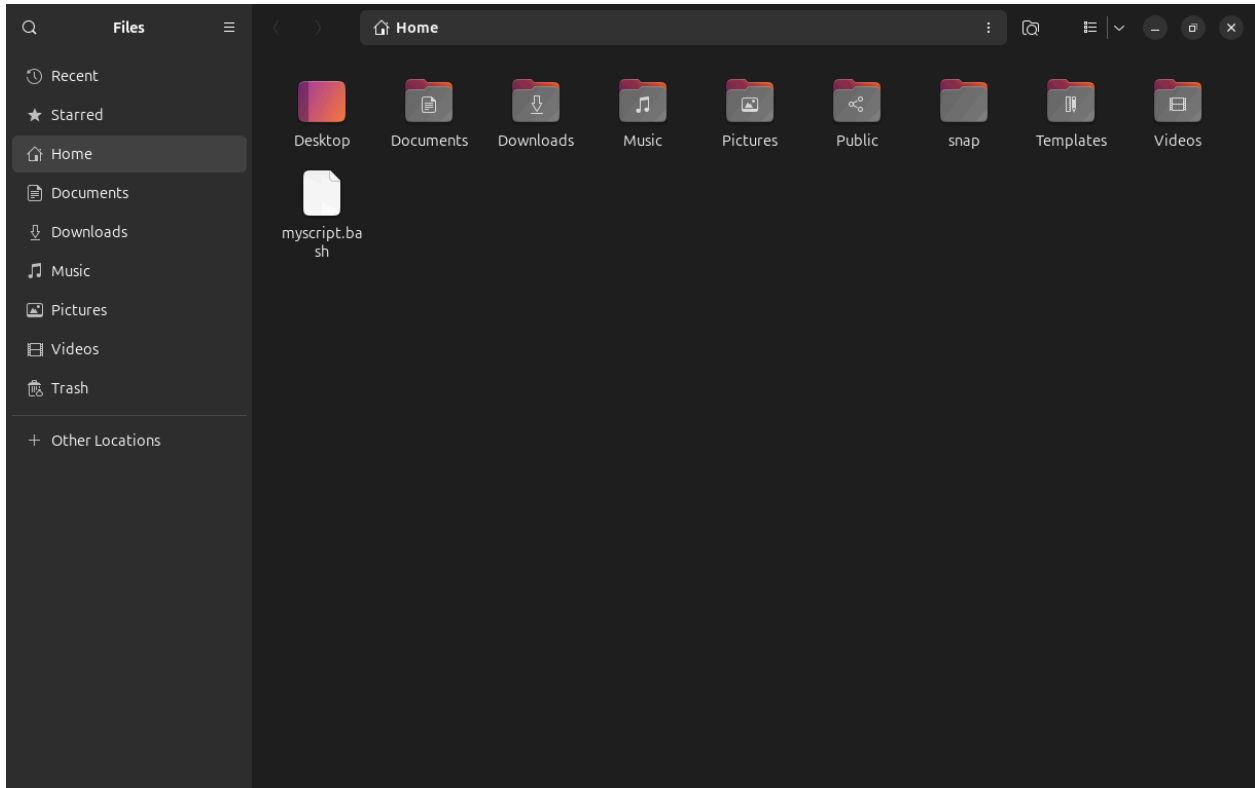 Files
Home
Recent
Starred
Home
Documents
Downloads
Music
Pictures
Videos
Trash
Other Locations
Desktop
Documents
Downloads
Music
Pictures
Public
snap
Templates
Videos
myscript.ba
sh